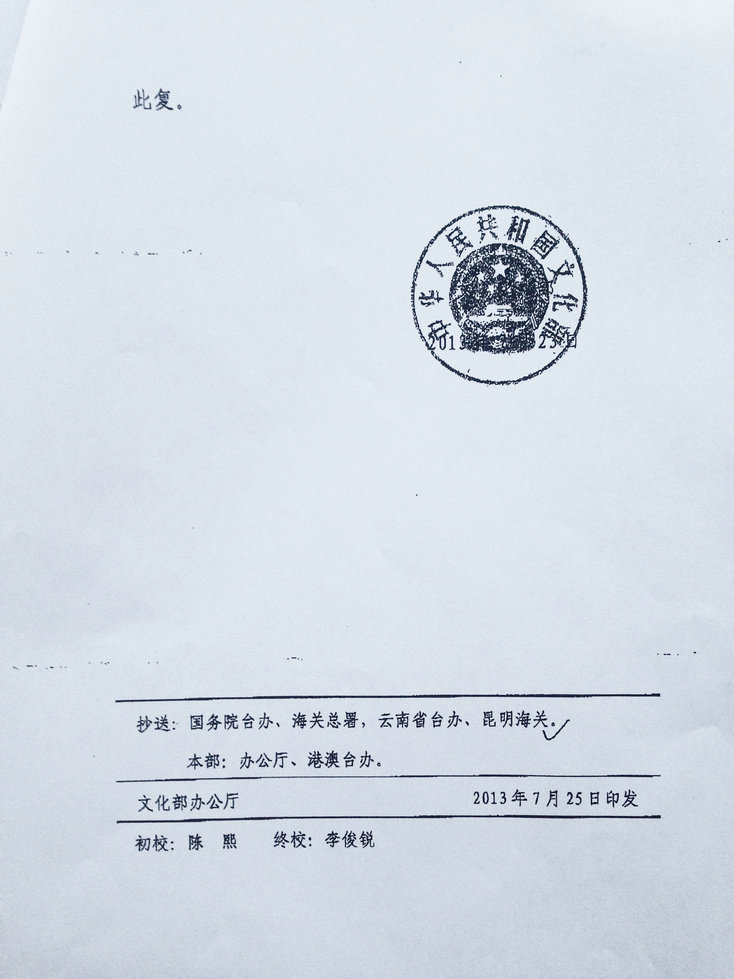 此复。
中华人民共和国文化部
抄送：国务院台办、海关总署，云南省台办、昆明海关。
本部：办公厅、港澳台办。
文化部办公厅 2013年7月25日印发
初校：陈 熙 终校：李俊锐